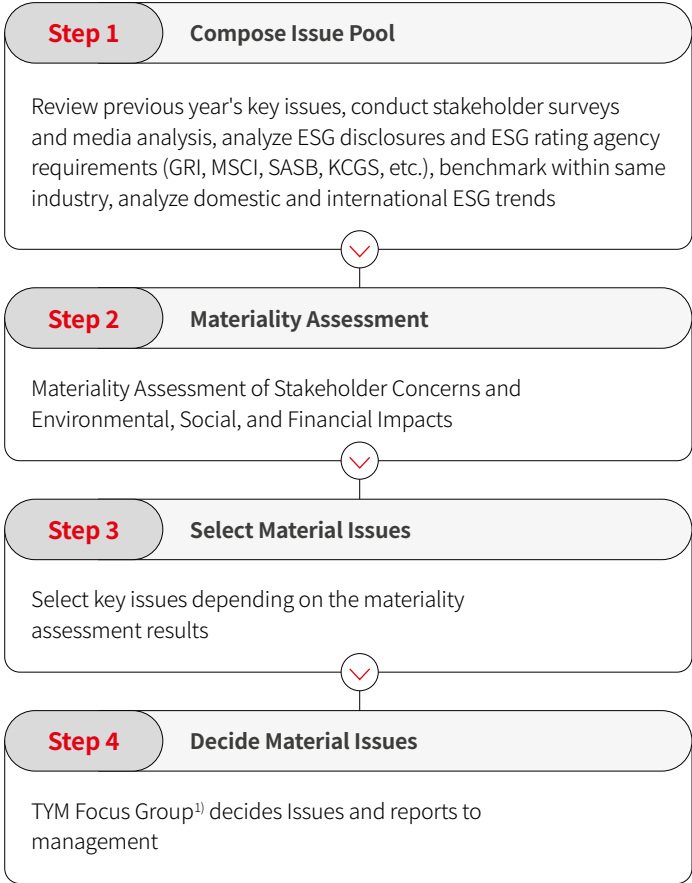 Step 1 Compose Issue Pool
Review previous year's key issues, conduct stakeholder surveys
and media analysis, analyze ESG disclosures and ESG rating agency
requirements (GRI, MSCI, SASB, KCGS, etc.), benchmark within same
industry, analyze domestic and international ESG trends
Step 2 Materiality Assessment
Materiality Assessment of Stakeholder Concerns and
Environmental, Social, and Financial Impacts
Step 3 Select Material Issues
Select key issues depending on the materiality
assessment results
Step 4 Decide Material Issues
TYM Focus Group1) decides Issues and reports to
management